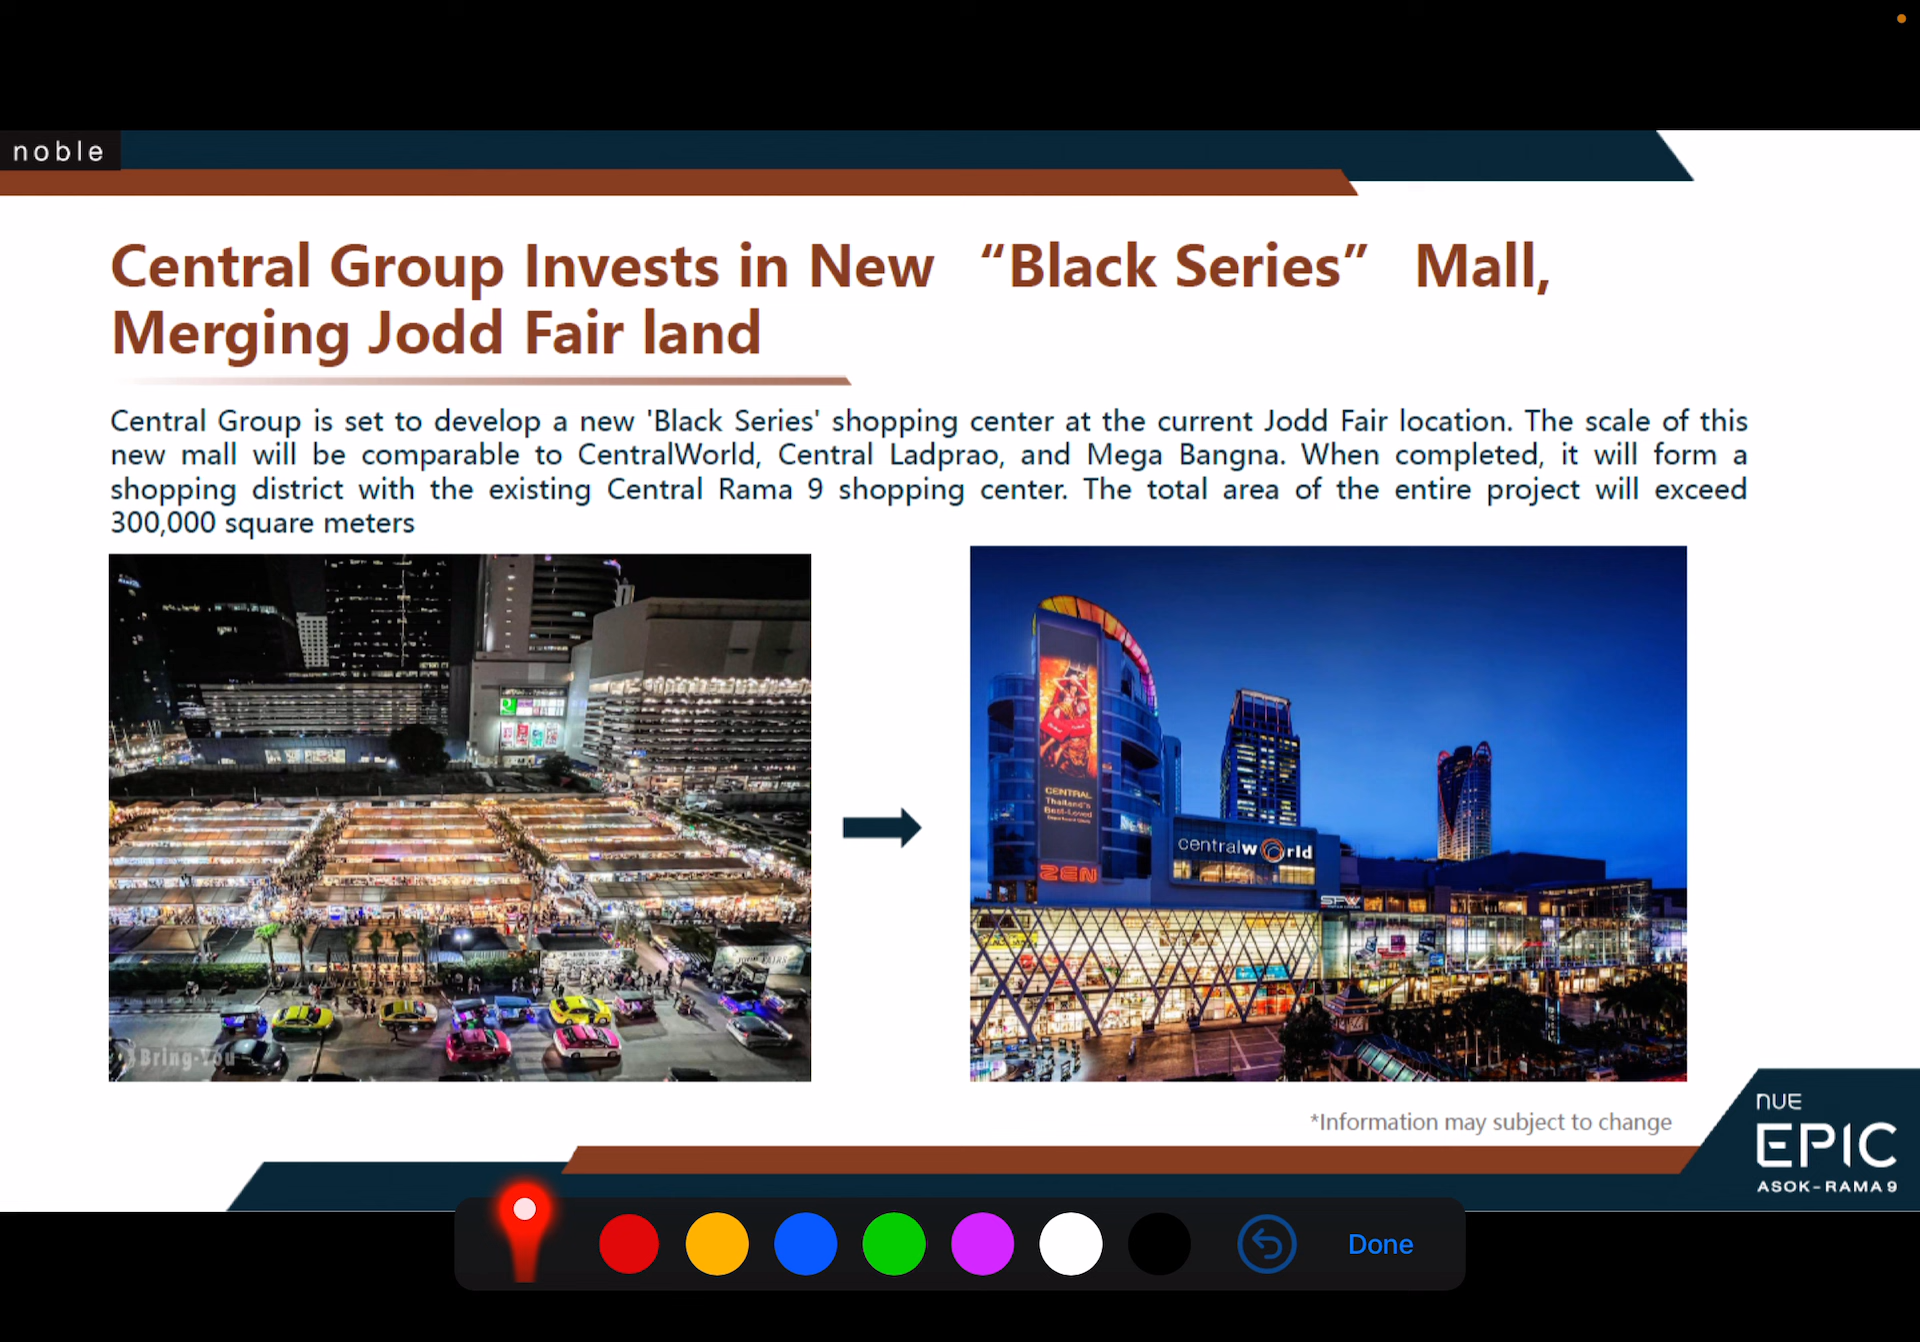 noble
Central Group Invests in New “Black Series” Mall,
Merging Jodd Fair land
Central Group is set to develop a new 'Black Series' shopping center at the current Jodd Fair location. The scale of this
new mall will be comparable to CentralWorld, Central Ladprao, and Mega Bangna. When completed, it will form a
shopping district with the existing Central Rama 9 shopping center. The total area of the entire project will exceed
300,000 square meters
JODD FAIRS
Bring-You
CENTRAL
Thailand's
Best-Loved
ZEN
centralworld
SFW
*Information may subject to change
nue
EPIC
ASOK-RAMA 9
Done